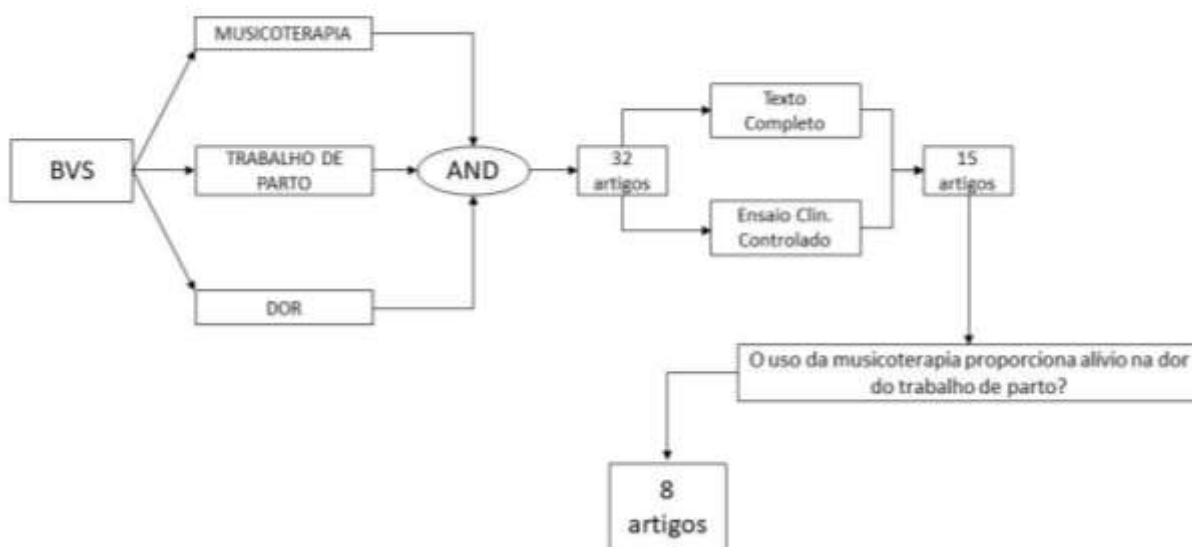 BVS
MUSICOTERAPIA
TRABALHO DE
PARTO
DOR
AND
32
artigos
Texto
Completo
Ensaio Clin.
Controlado
15
artigos
O uso da musicoterapia proporciona alívio na dor
do trabalho de parto?
8
artigos